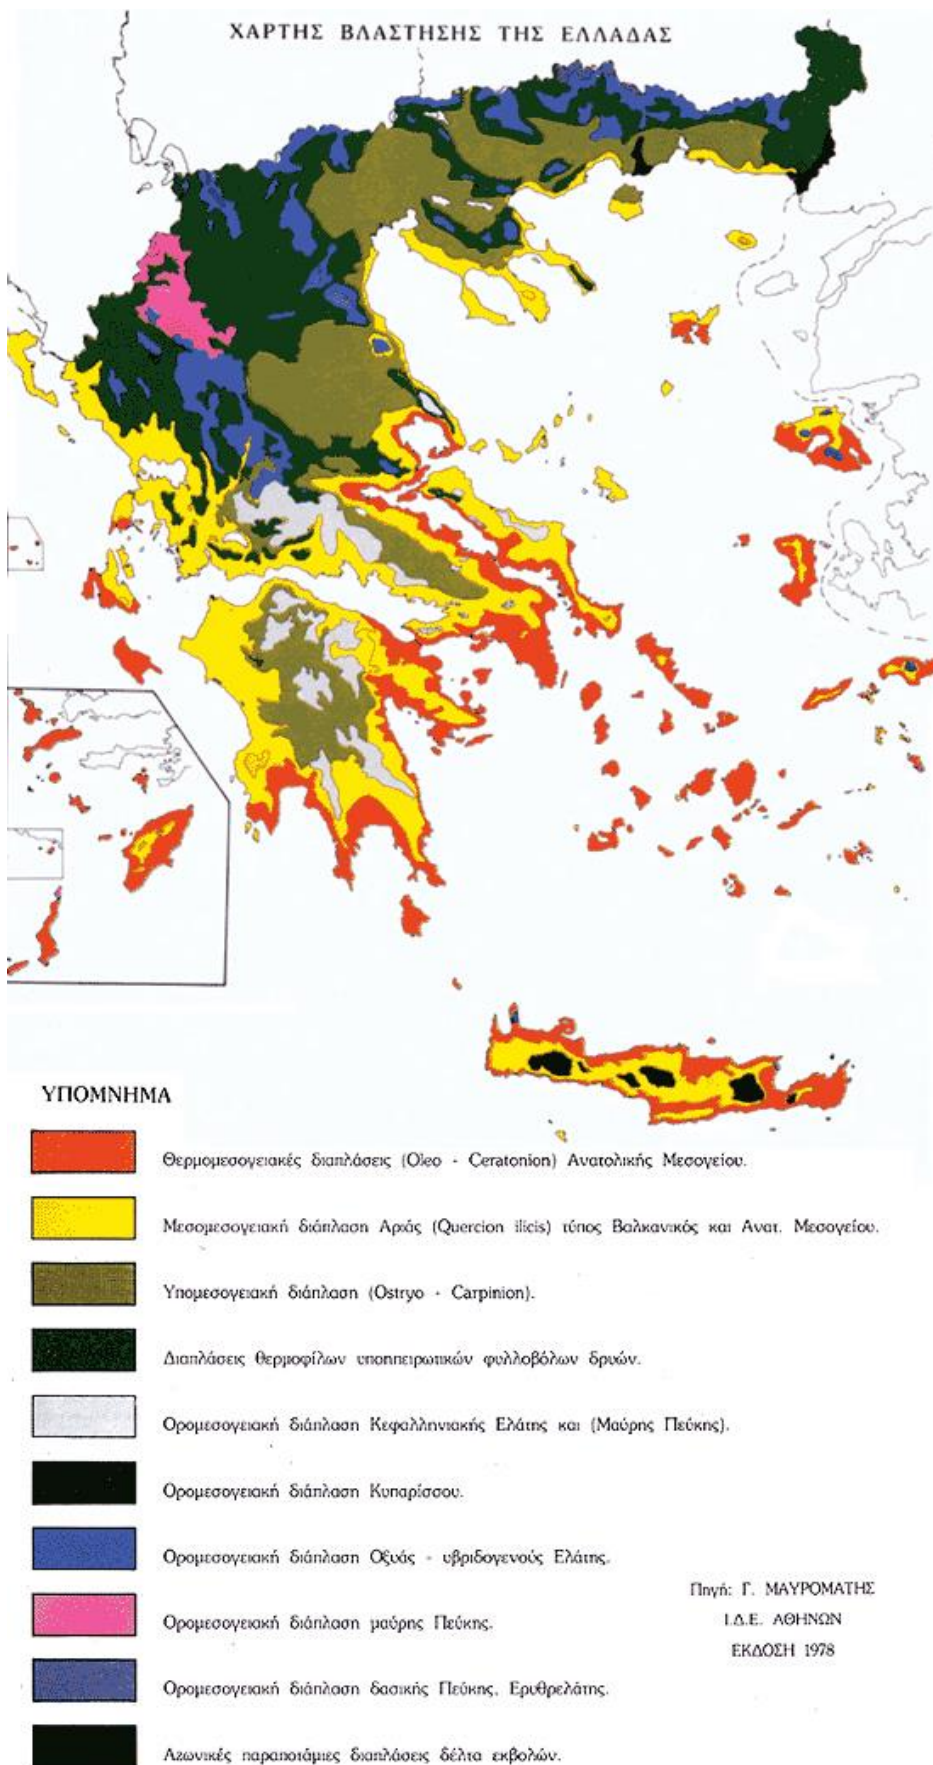 ΧΑΡΤΗΣ ΒΛΑΣΤΗΣΗΣ ΤΗΣ ΕΛΛΑΔΑΣ
ΥΠΟΜΝΗΜΑ
Θερμομεσογειακές διαπλάσεις (Oleo - Ceratonion) Ανατολικής Μεσογείου.
Μεσομεσογειακή διάπλαση Αριάς (Quercion ilicis) τύπος Βαλκανικός και Ανατ. Μεσογείου.
Υπομεσογειακή διάπλαση (Ostryo - Carpinion).
Διαπλάσεις θερμοφίλων υποηπειρωτικών φυλλοβόλων δρυών.
Ορομεσογειακή διάπλαση Κεφαλληνιακής Ελάτης και (Μαύρης Πεύκης).
Ορομεσογειακή διάπλαση Κυπαρίσσου.
Ορομεσογειακή διάπλαση Οξυάς - υβριδογενούς Ελάτης.
Ορομεσογειακή διάπλαση μαύρης Πεύκης.
Ορομεσογειακή διάπλαση δασικής Πεύκης, Ερυθρελάτης.
Αζωνικές παραποτάμιες διαπλάσεις δέλτα εκβολών.
Πηγή: Γ. ΜΑΥΡΟΜΑΤΗΣ
Ι.Δ.Ε. ΑΘΗΝΩΝ
ΕΚΔΟΣΗ 1978